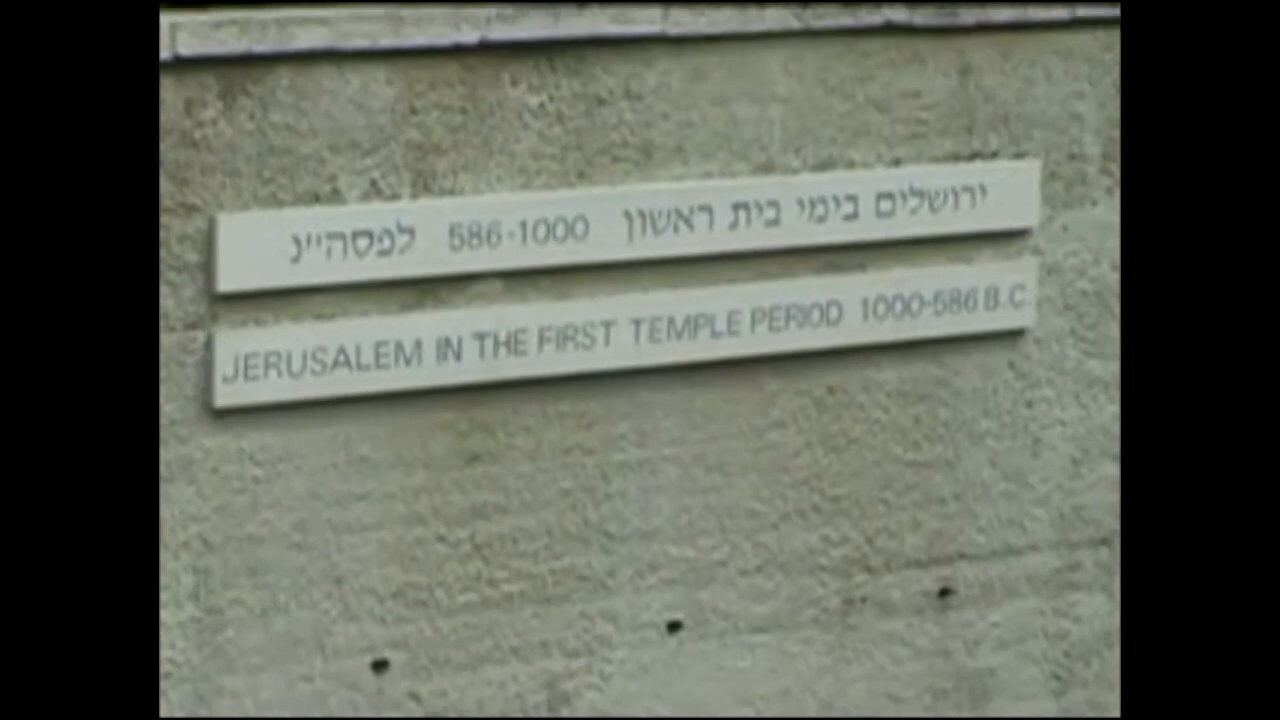 ירושלים בימי בית ראשון 586-1000 לפסה״נ
JERUSALEM IN THE FIRST TEMPLE PERIOD 1000-586 B.C